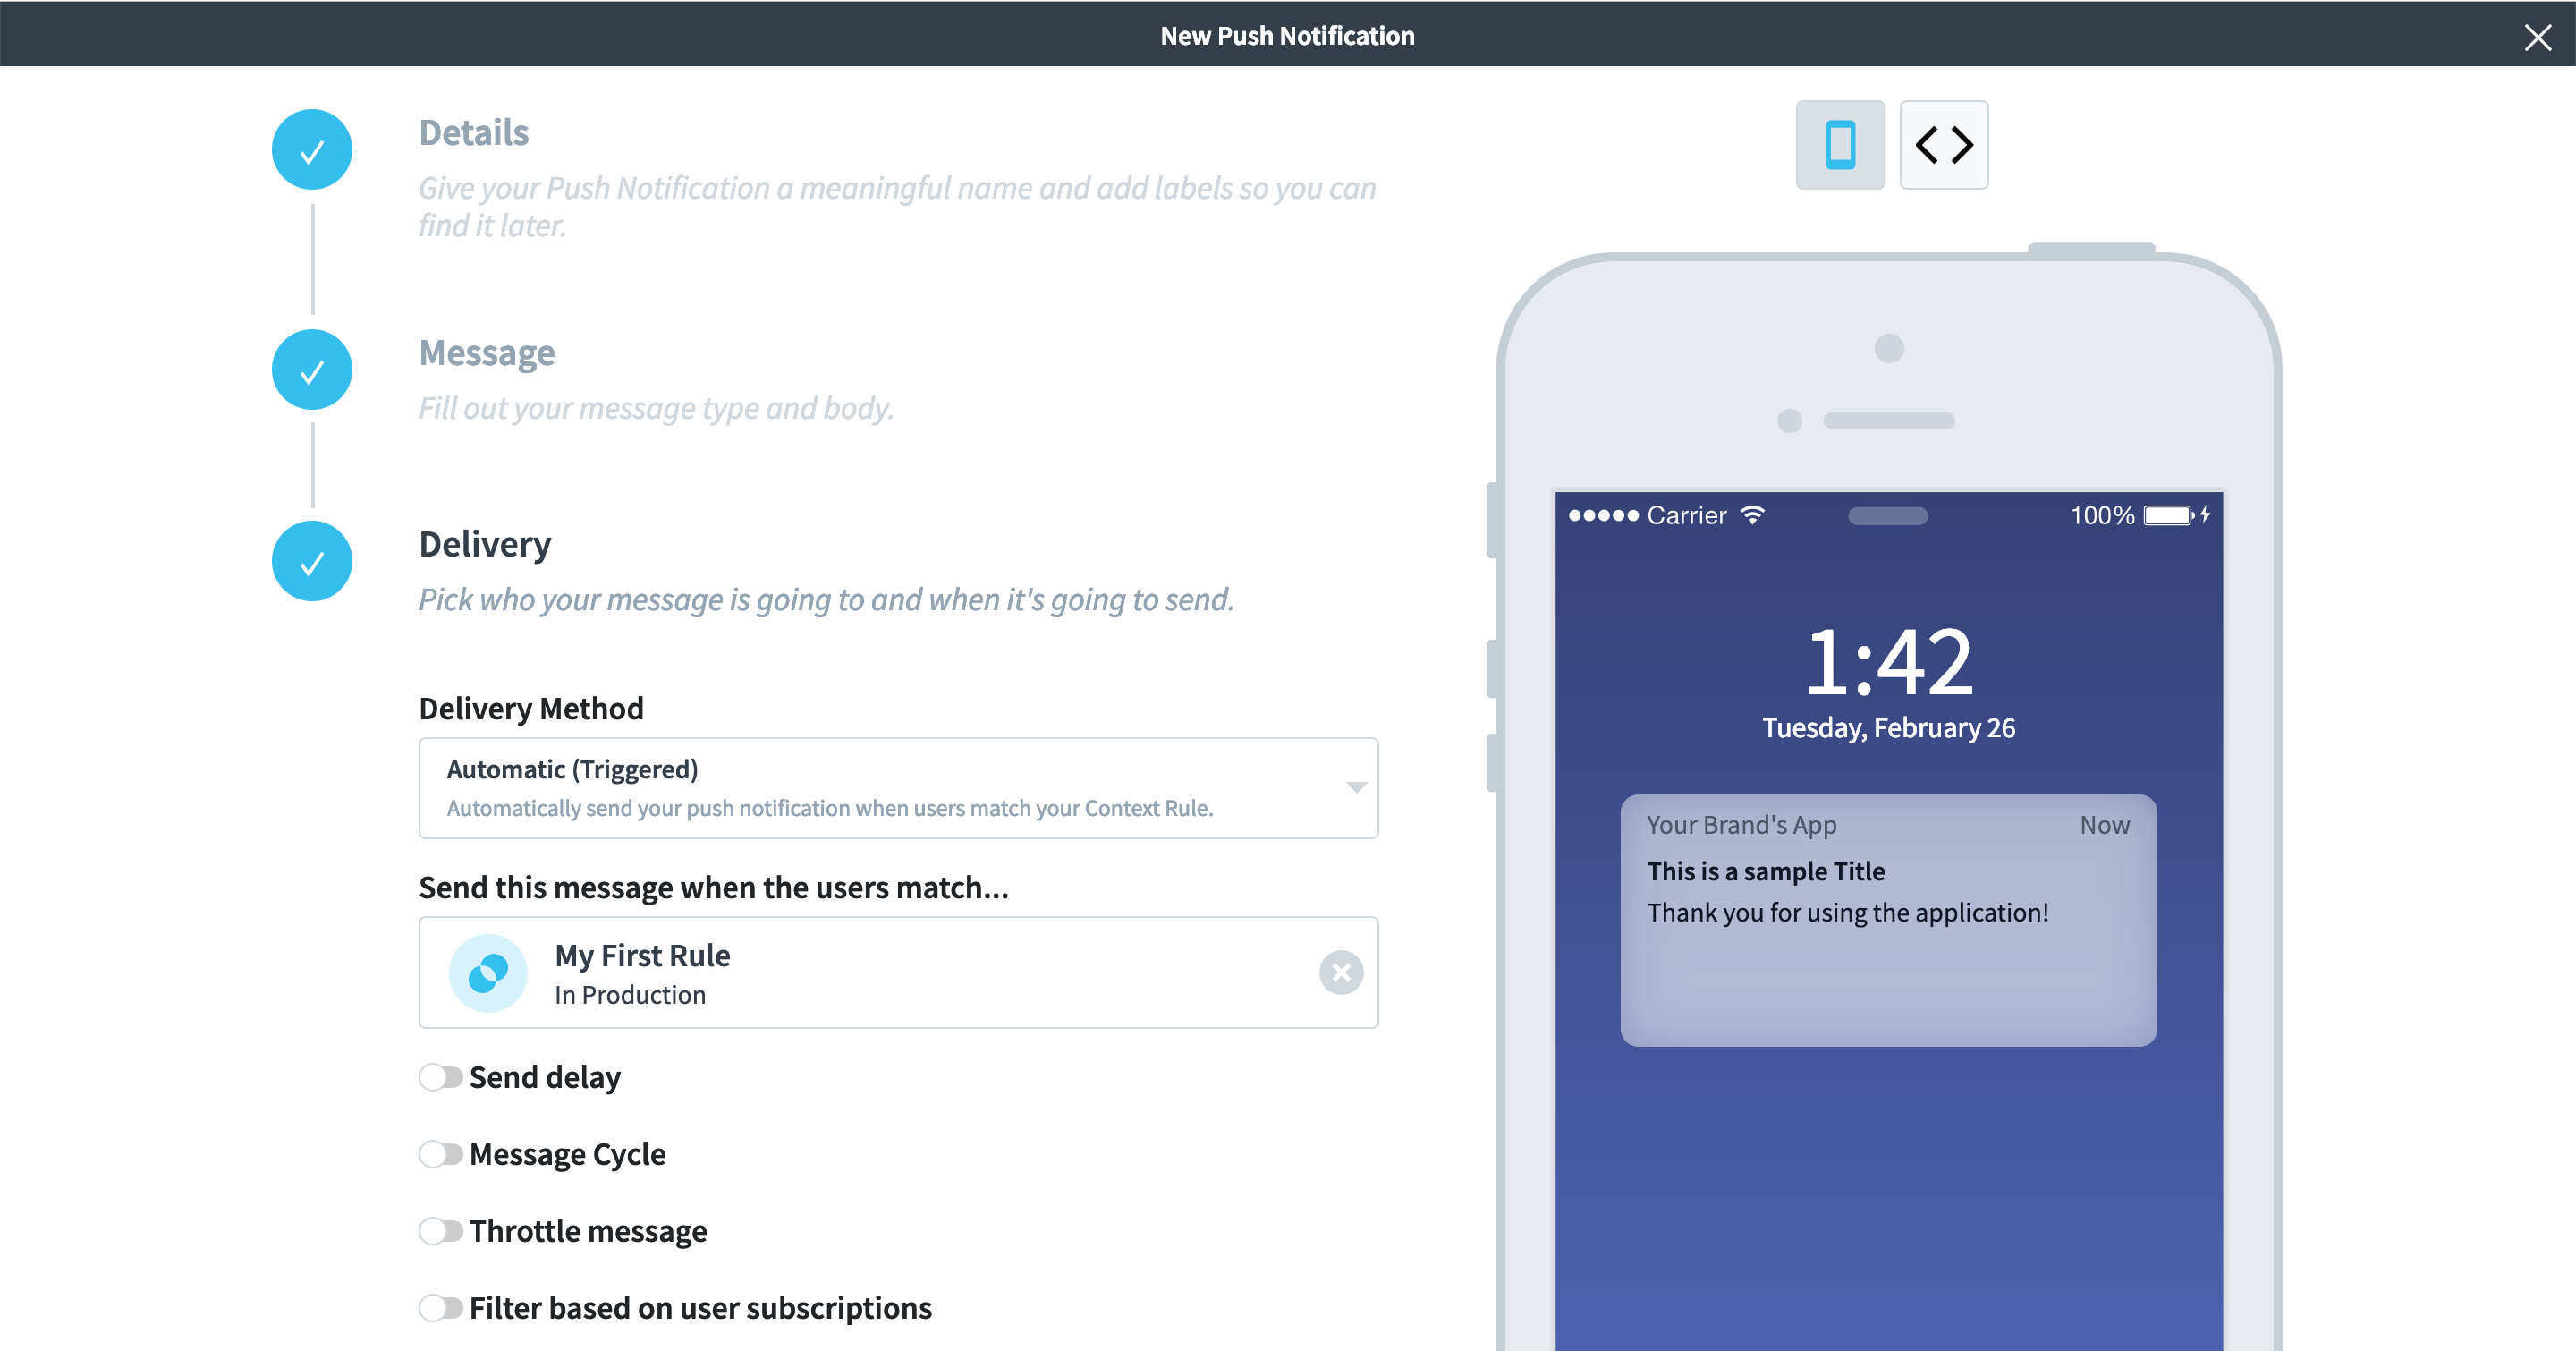 New Push Notification
Details
Give your Push Notification a meaningful name and add labels so you can
find it later.
Message
Fill out your message type and body.
Delivery
Pick who your message is going to and when it's going to send.
Delivery Method
Automatic (Triggered)
Automatically send your push notification when users match your Context Rule.
Send this message when the users match...
My First Rule
In Production
Send delay
Message Cycle
Throttle message
Filter based on user subscriptions
Carrier 100%
1:42
Tuesday, February 26
Your Brand's App Now
This is a sample Title
Thank you for using the application!